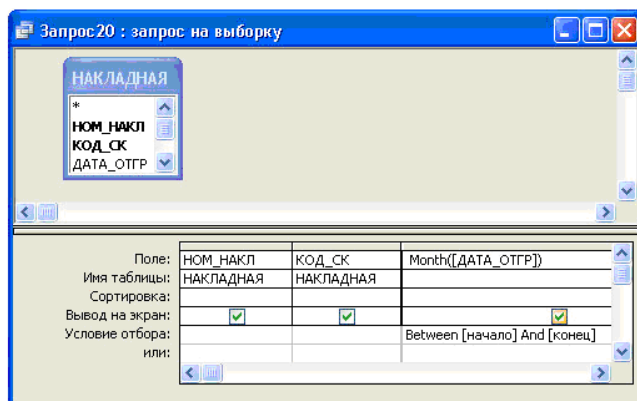 Запрос20 : запрос на выборку
НАКЛАДНАЯ
*
НОМ_НАКЛ
КОД_СК
ДАТА_ОТГР
Поле: НОМ_НАКЛ КОД_СК Month([ДАТА_ОТГР])
Имя таблицы: НАКЛАДНАЯ НАКЛАДНАЯ
Сортировка:
Вывод на экран:
Условие отбора: Between [начало] And [конец]
или: